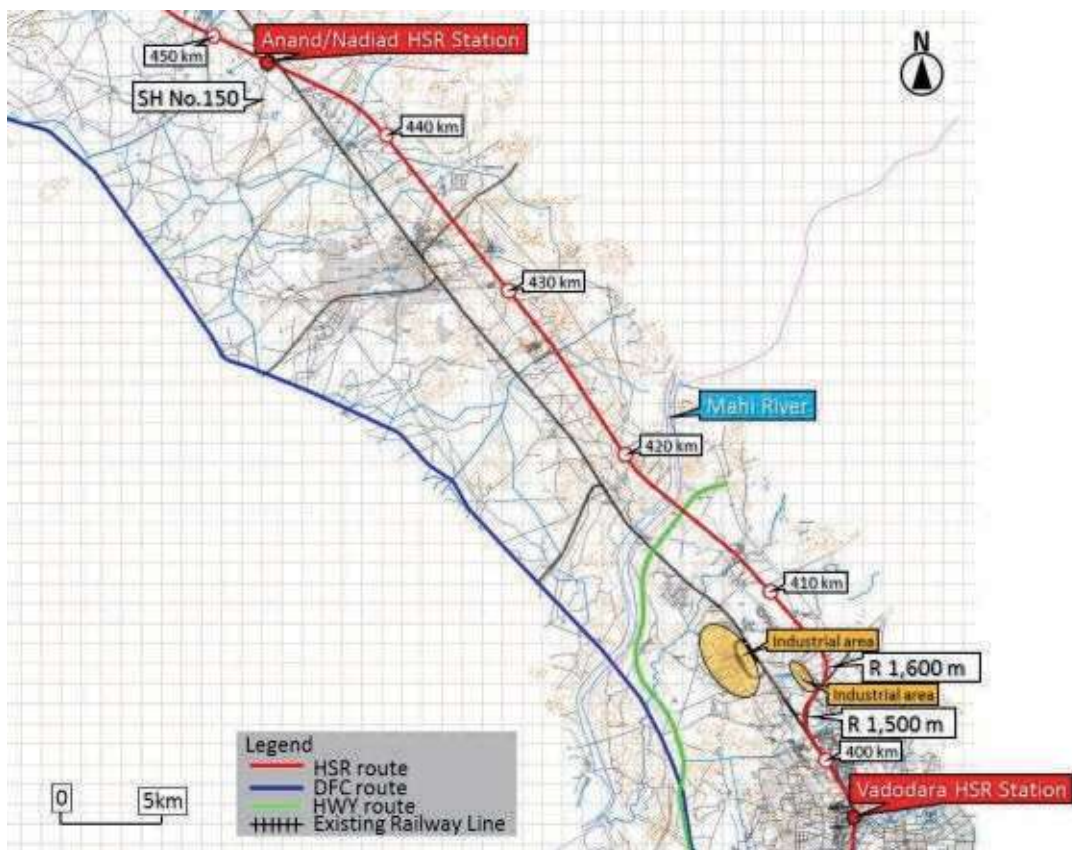 Anand/Nadiad HSR Station
N
450 km
SH No.150
440 km
430 km
Mahi River
420 km
410 km
Industrial area
R 1,600 m
Industrial area
R 1,500 m
400 km
Legend
HSR route
DFC route
HWY route
Existing Railway Line
0
5km
Vadodara HSR Station